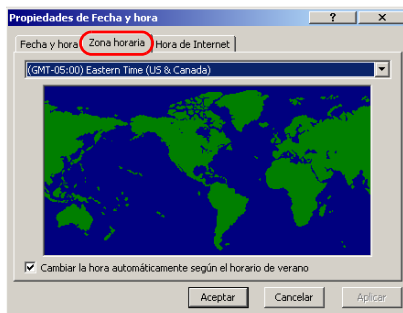 Propiedades de Fecha y hora
Fecha y hora Zona horaria Hora de Internet
(GMT-05:00) Eastern Time (US & Canada)
Cambiar la hora automáticamente según el horario de verano
Aceptar Cancelar Aplicar